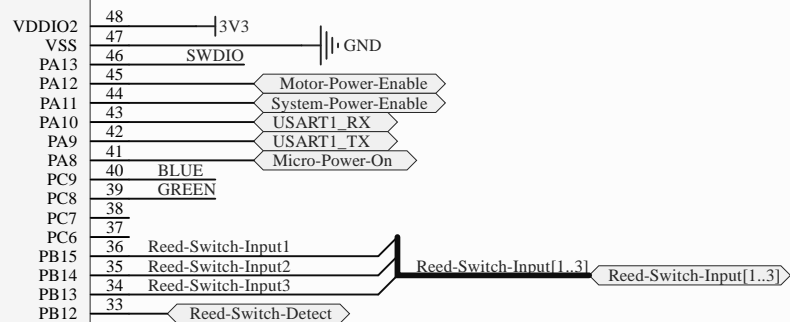 VDDIO2 48 3V3
VSS 47 GND
PA13 46 SWDIO
PA12 45 Motor-Power-Enable
PA11 44 System-Power-Enable
PA10 43 USART1_RX
PA9 42 USART1_TX
PA8 41 Micro-Power-On
PC9 40 BLUE
PC8 39 GREEN
PC7 38
PC6 37
PB15 36 Reed-Switch-Input1
PB14 35 Reed-Switch-Input2 Reed-Switch-Input[1..3] Reed-Switch-Input[1..3]
PB13 34 Reed-Switch-Input3
PB12 33 Reed-Switch-Detect